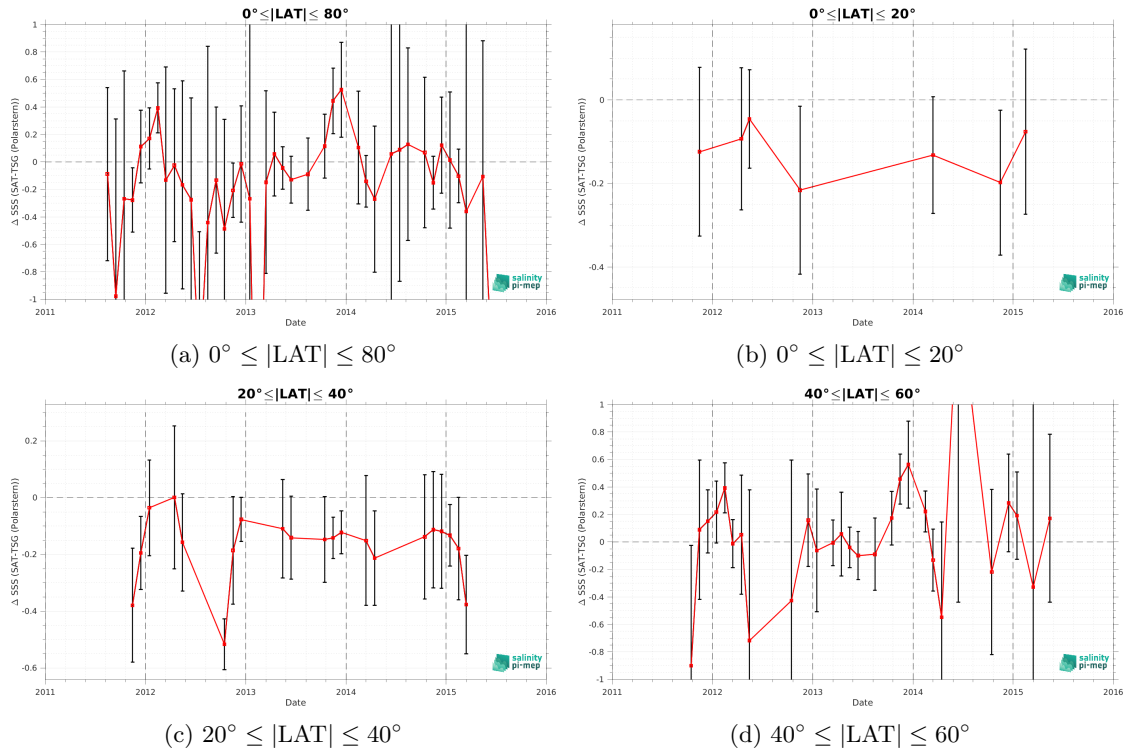 0°≤|LAT|≤ 80°
Δ SSS (SAT-TSG (Polarstern))
1
0.8
0.6
0.4
0.2
0
-0.2
-0.4
-0.6
-0.8
-1
2011 2012 2013 2014 2015 2016
Date
salinity
pi-mep
(a) 0° ≤ |LAT| ≤ 80°
0°≤|LAT|≤ 20°
Δ SSS (SAT-TSG (Polarstern))
0
-0.2
-0.4
2011 2012 2013 2014 2015 2016
Date
salinity
pi-mep
(b) 0° ≤ |LAT| ≤ 20°
20°≤|LAT|≤ 40°
Δ SSS (SAT-TSG (Polarstern))
0.2
0
-0.2
-0.4
-0.6
2011 2012 2013 2014 2015 2016
Date
salinity
pi-mep
(c) 20° ≤ |LAT| ≤ 40°
40°≤|LAT|≤ 60°
Δ SSS (SAT-TSG (Polarstern))
1
0.8
0.6
0.4
0.2
0
-0.2
-0.4
-0.6
-0.8
-1
2011 2012 2013 2014 2015 2016
Date
salinity
pi-mep
(d) 40° ≤ |LAT| ≤ 60°